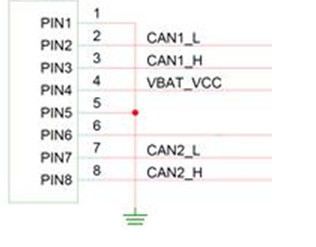 PIN1 1
PIN2 2 CAN1_L
PIN3 3 CAN1_H
PIN4 4 VBAT_VCC
PIN5 5
PIN6 6
PIN7 7 CAN2_L
PIN8 8 CAN2_H